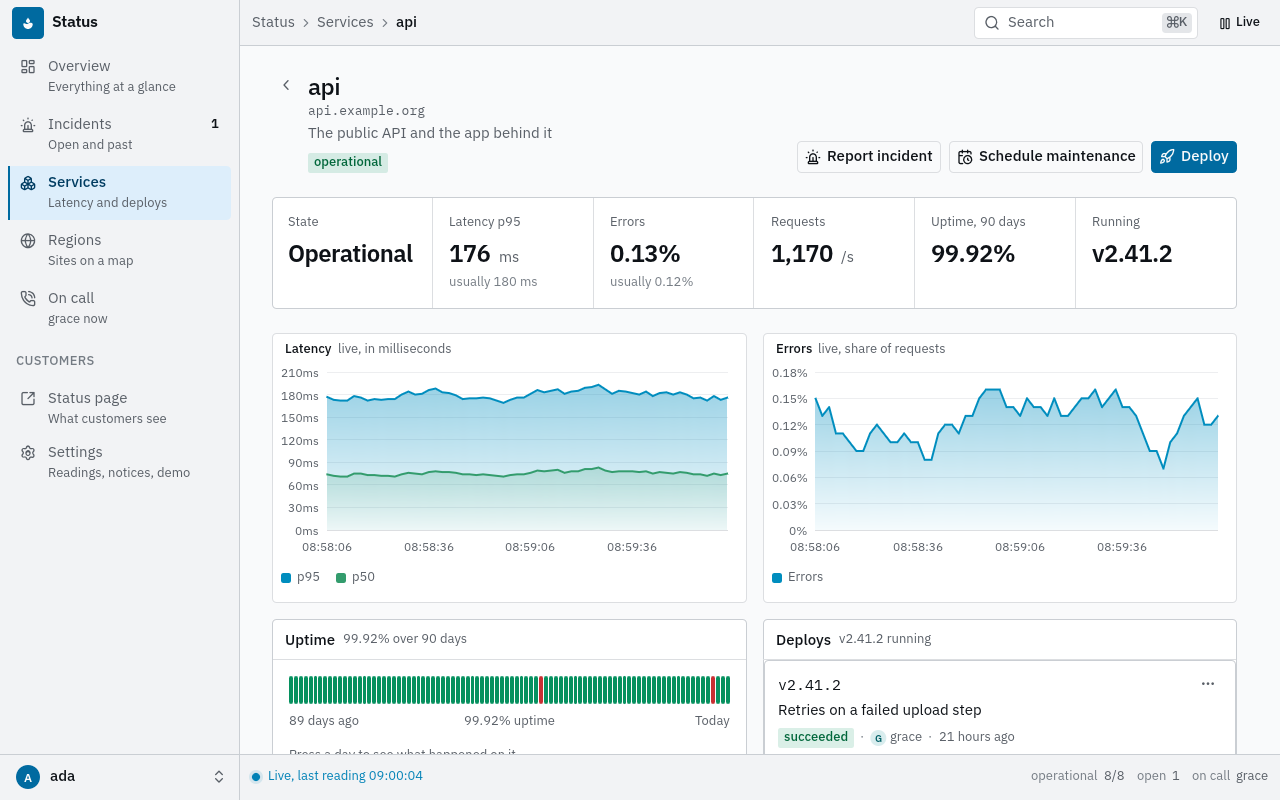 Status
Overview
Everything at a glance
Incidents 1
Open and past
Services
Latency and deploys
Regions
Sites on a map
On call
grace now
CUSTOMERS
Status page
What customers see
Settings
Readings, notices, demo
A ada
Status > Services > api
Search ⌘K
Live
api
api.example.org
The public API and the app behind it
operational
Report incident
Schedule maintenance
Deploy
State
Operational
Latency p95
176 ms
usually 180 ms
Errors
0.13%
usually 0.12%
Requests
1,170 /s
Uptime, 90 days
99.92%
Running
v2.41.2
Latency live, in milliseconds
210ms
180ms
150ms
120ms
90ms
60ms
30ms
0ms
08:58:06 08:58:36 08:59:06 08:59:36
p95 p50
Errors live, share of requests
0.18%
0.15%
0.12%
0.09%
0.06%
0.03%
0%
08:58:06 08:58:36 08:59:06 08:59:36
Errors
Uptime 99.92% over 90 days
89 days ago 99.92% uptime Today
Press a day to see what happened on it.
Deploys v2.41.2 running
v2.41.2
Retries on a failed upload step
succeeded · G grace · 21 hours ago
Live, last reading 09:00:04
operational 8/8 open 1 on call grace